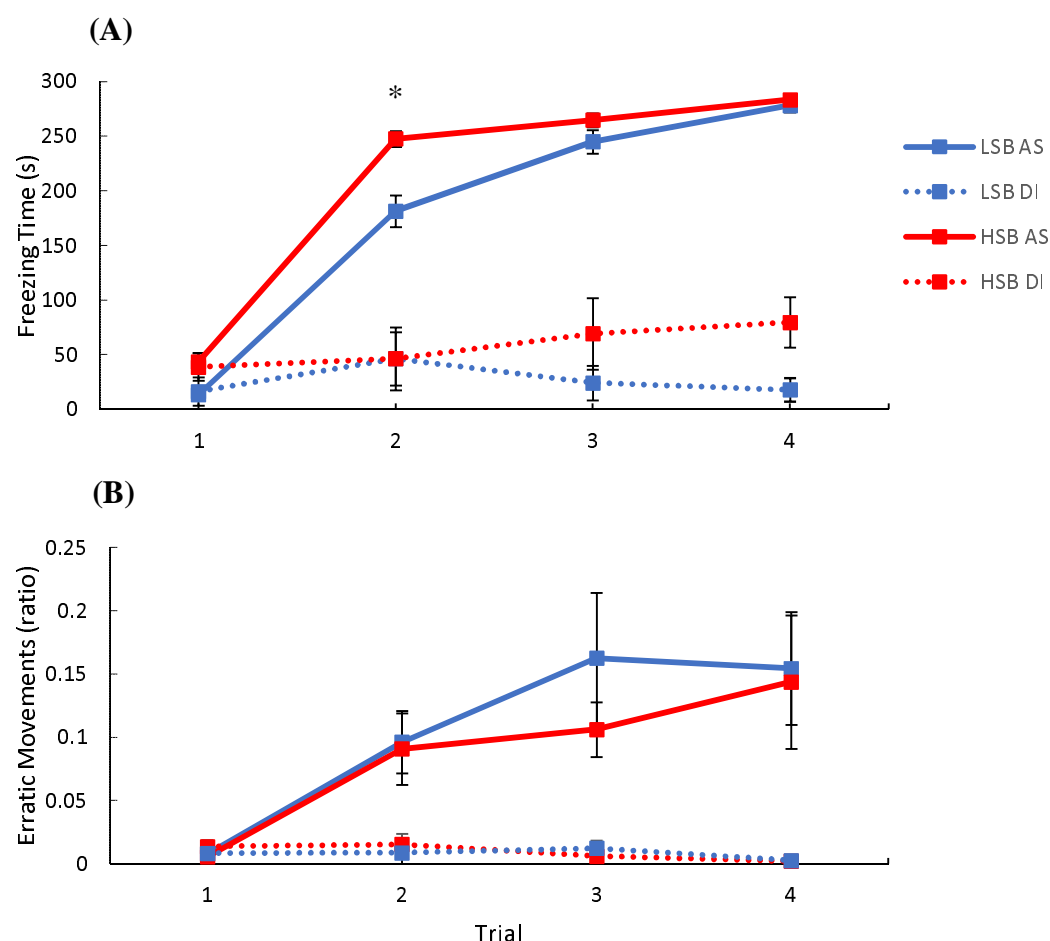 (A)
300
250
200
150
100
50
0
Freezing Time (s)
*
1 2 3 4
LSB AS
LSB DI
HSB AS
HSB DI
(B)
0.25
0.2
0.15
0.1
0.05
0
Erratic Movements (ratio)
1 2 3 4
Trial